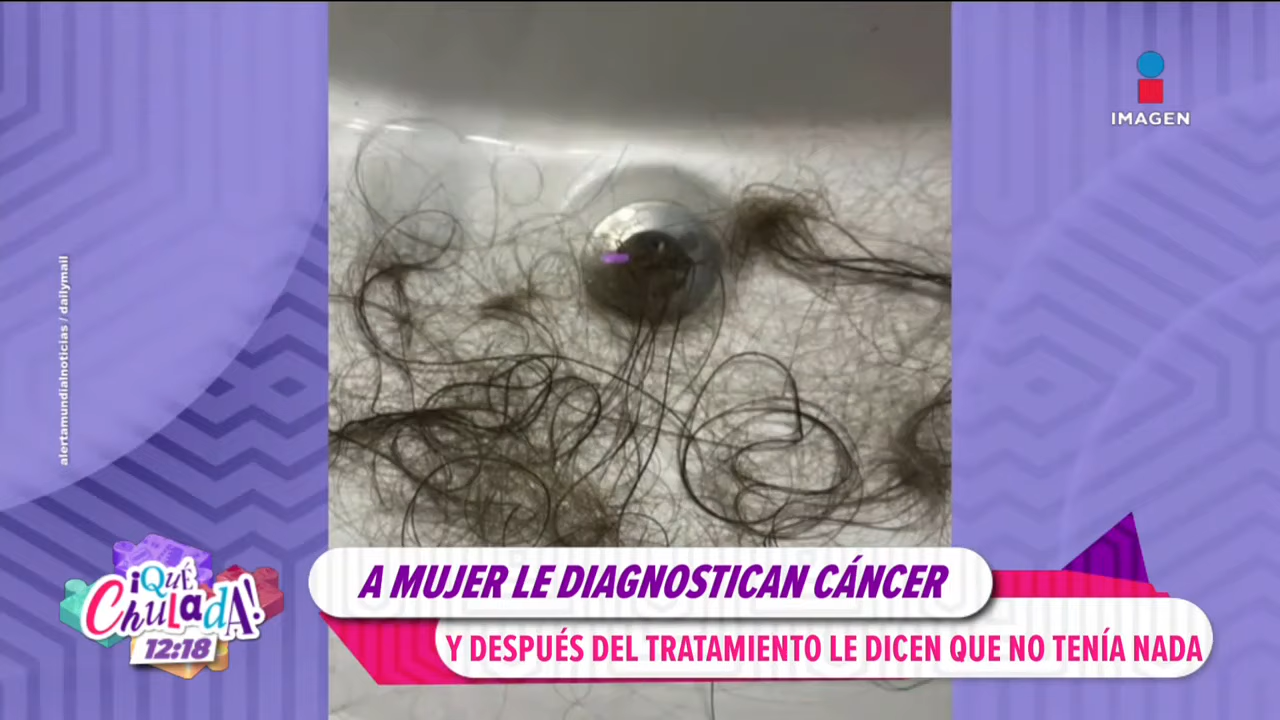 IMAGEN
alertamundialnoticias / dailymail
¡QUÉ
CHULADA!
12:18
A MUJER LE DIAGNOSTICAN CÁNCER
Y DESPUÉS DEL TRATAMIENTO LE DICEN QUE NO TENÍA NADA